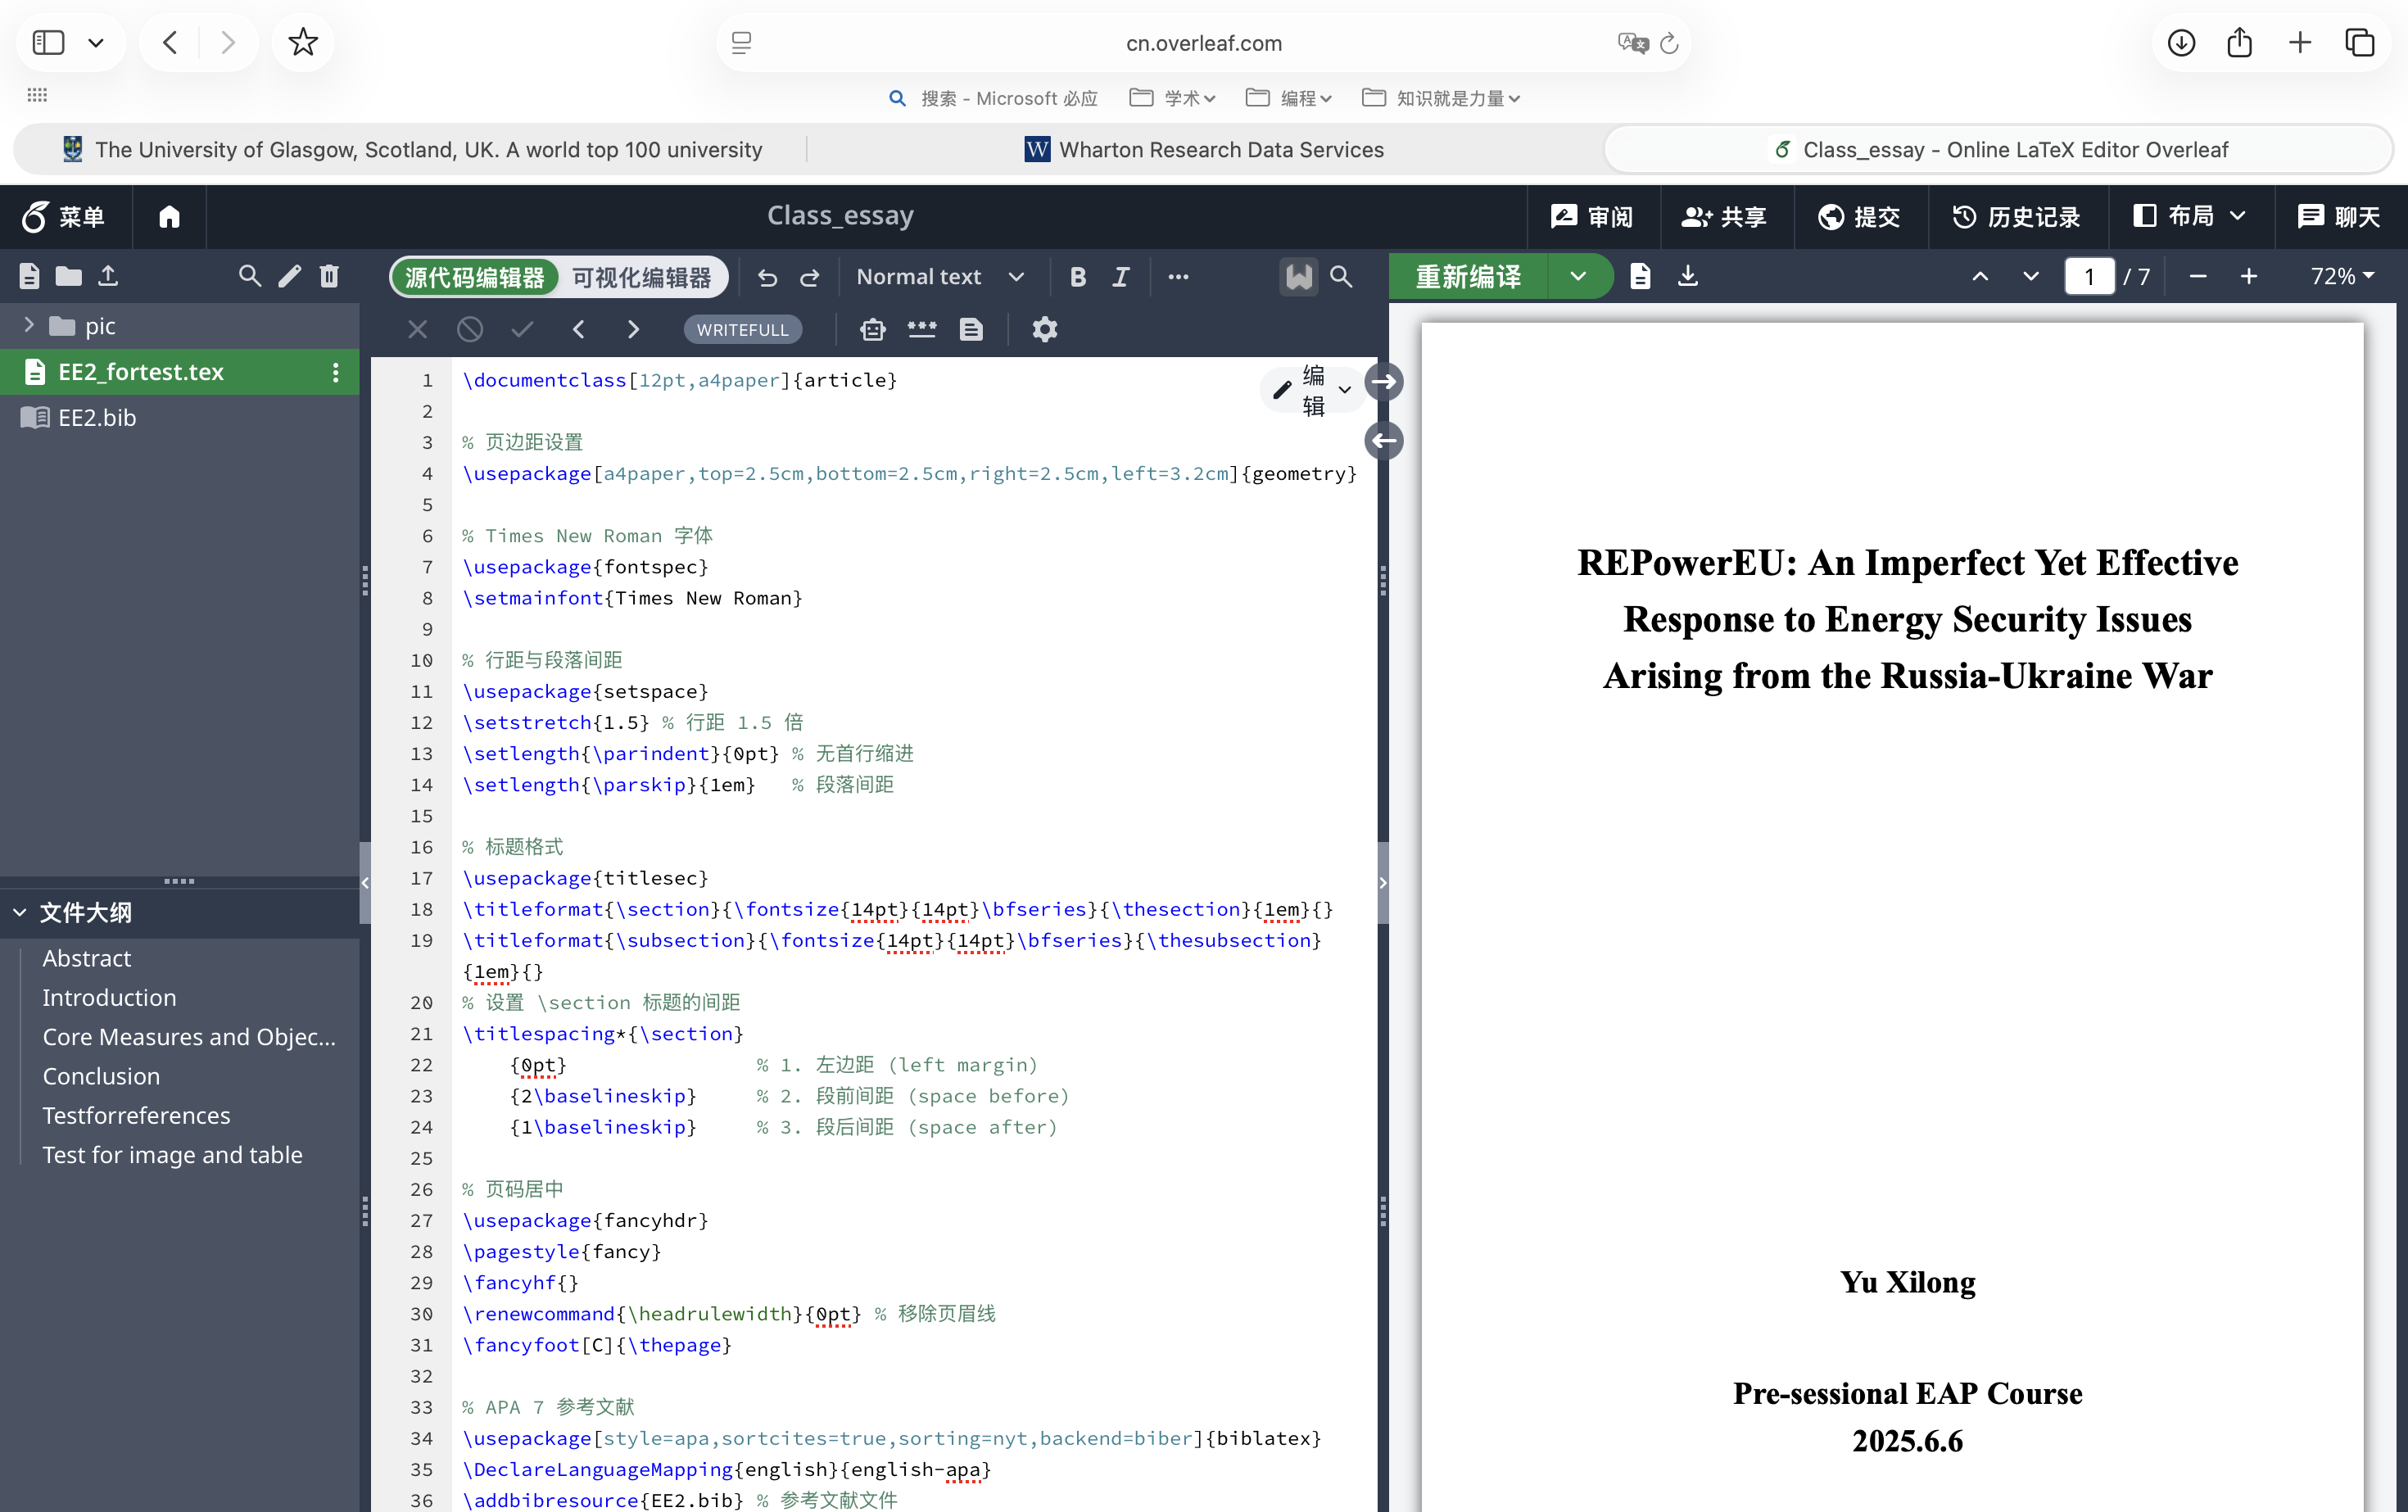 cn.overleaf.com
搜索 - Microsoft 必应 学术 编程 知识就是力量
The University of Glasgow, Scotland, UK. A world top 100 university
W Wharton Research Data Services
Class_essay - Online LaTeX Editor Overleaf
菜单
Class_essay
审阅 共享 提交 历史记录 布局 聊天
源代码编辑器 可视化编辑器 Normal text B I
重新编译 1 / 7 72%
WRITEFULL
pic
EE2_fortest.tex
EE2.bib
文件大纲
Abstract
Introduction
Core Measures and Objec...
Conclusion
Testforreferences
Test for image and table
编辑
1 \documentclass[12pt,a4paper]{article}
2
3 % 页边距设置
4 \usepackage[a4paper,top=2.5cm,bottom=2.5cm,right=2.5cm,left=3.2cm]{geometry}
5
6 % Times New Roman 字体
7 \usepackage{fontspec}
8 \setmainfont{Times New Roman}
9
10 % 行距与段落间距
11 \usepackage{setspace}
12 \setstretch{1.5} % 行距 1.5 倍
13 \setlength{\parindent}{0pt} % 无首行缩进
14 \setlength{\parskip}{1em} % 段落间距
15
16 % 标题格式
17 \usepackage{titlesec}
18 \titleformat{\section}{\fontsize{14pt}{14pt}\bfseries}{\thesection}{1em}{}
19 \titleformat{\subsection}{\fontsize{14pt}{14pt}\bfseries}{\thesubsection}
{1em}{}
20 % 设置 \section 标题的间距
21 \titlespacing*{\section}
22 {0pt} % 1. 左边距 (left margin)
23 {2\baselineskip} % 2. 段前间距 (space before)
24 {1\baselineskip} % 3. 段后间距 (space after)
25
26 % 页码居中
27 \usepackage{fancyhdr}
28 \pagestyle{fancy}
29 \fancyhf{}
30 \renewcommand{\headrulewidth}{0pt} % 移除页眉线
31 \fancyfoot[C]{\thepage}
32
33 % APA 7 参考文献
34 \usepackage[style=apa,sortcites=true,sorting=nyt,backend=biber]{biblatex}
35 \DeclareLanguageMapping{english}{english-apa}
36 \addbibresource{EE2.bib} % 参考文献文件
REPowerEU: An Imperfect Yet Effective
Response to Energy Security Issues
Arising from the Russia-Ukraine War
Yu Xilong
Pre-sessional EAP Course
2025.6.6